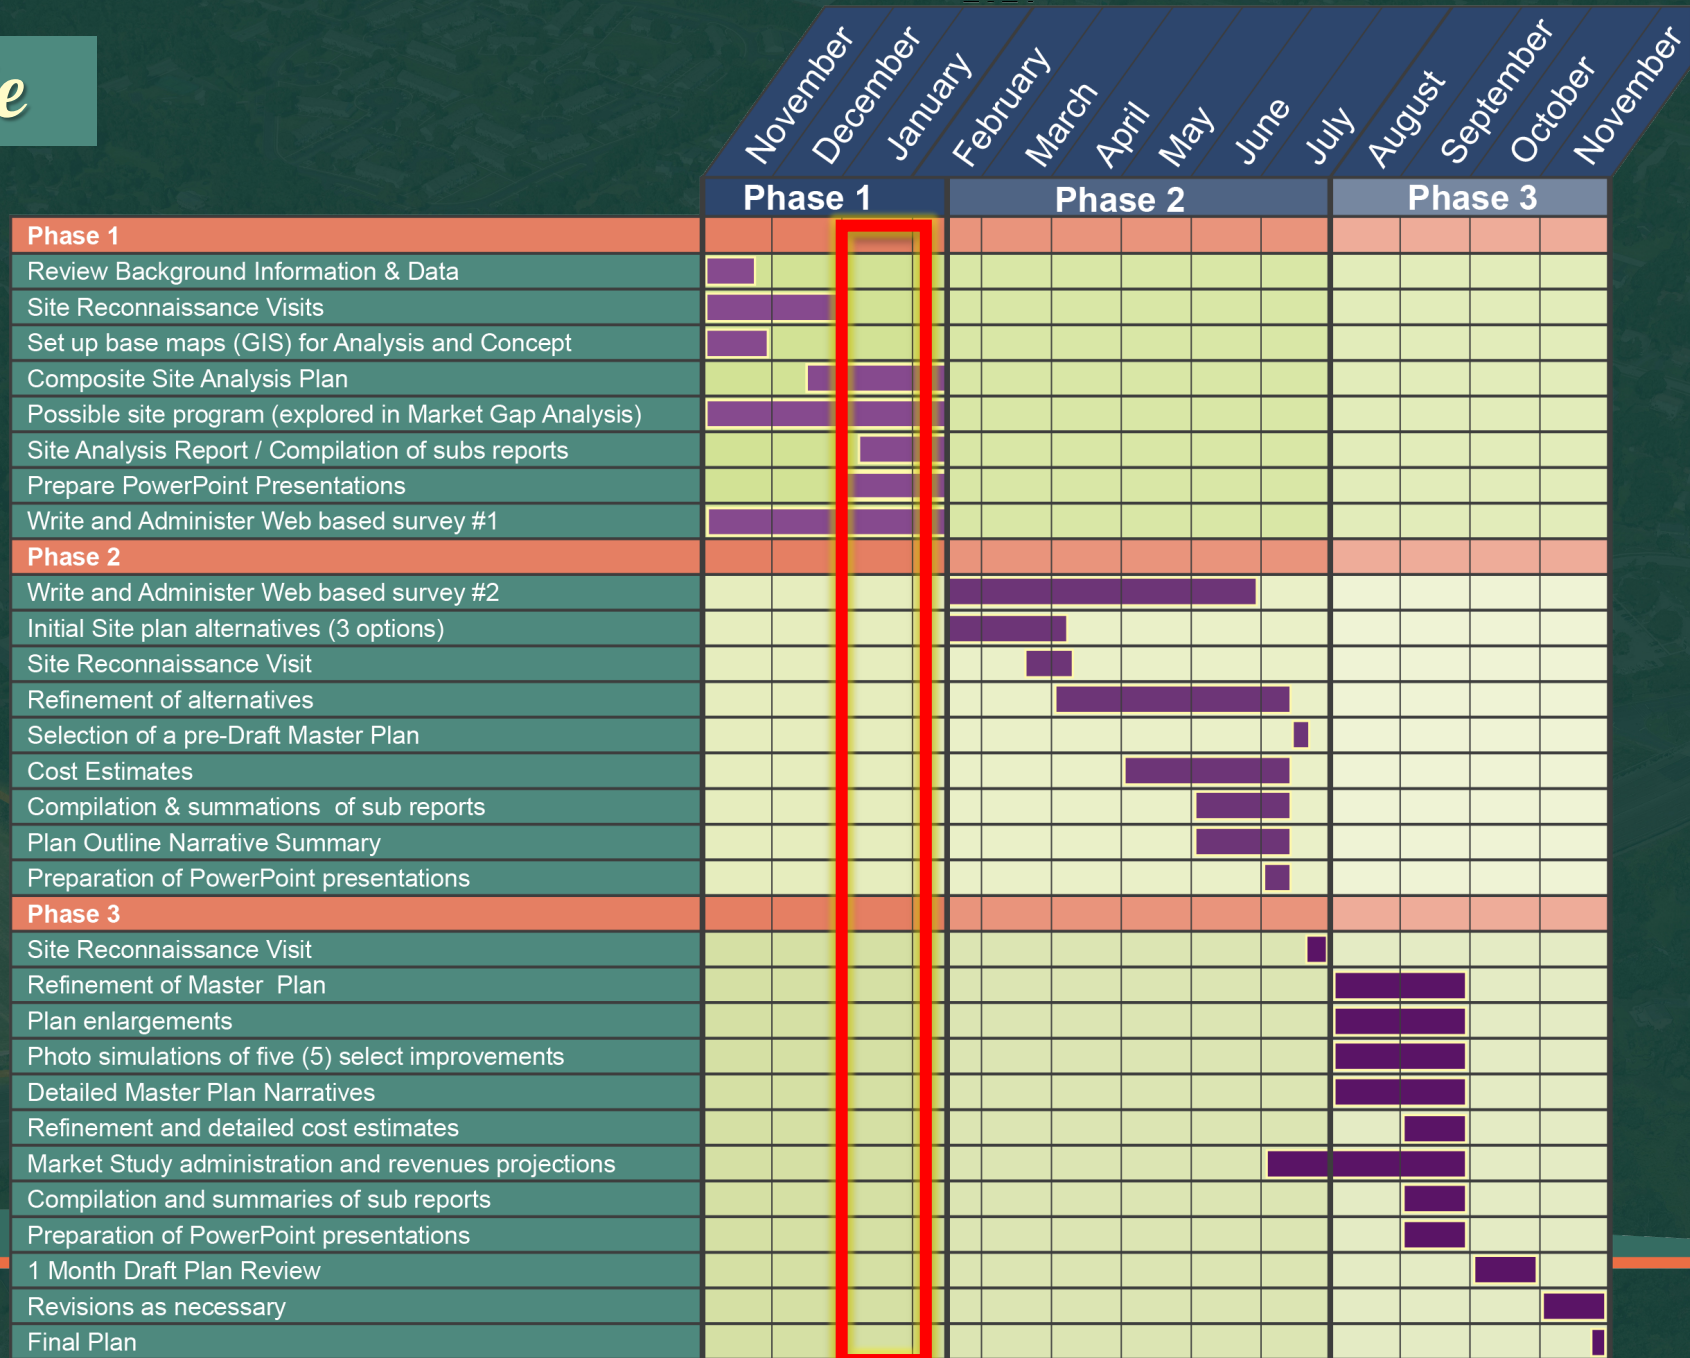 e
November
December
January
February
March
April
May
June
July
August
September
October
November
Phase 1
Phase 2
Phase 3
Phase 1
Review Background Information & Data
Site Reconnaissance Visits
Set up base maps (GIS) for Analysis and Concept
Composite Site Analysis Plan
Possible site program (explored in Market Gap Analysis)
Site Analysis Report / Compilation of subs reports
Prepare PowerPoint Presentations
Write and Administer Web based survey #1
Phase 2
Write and Administer Web based survey #2
Initial Site plan alternatives (3 options)
Site Reconnaissance Visit
Refinement of alternatives
Selection of a pre-Draft Master Plan
Cost Estimates
Compilation & summations  of sub reports
Plan Outline Narrative Summary
Preparation of PowerPoint presentations
Phase 3
Site Reconnaissance Visit
Refinement of Master  Plan
Plan enlargements
Photo simulations of five (5) select improvements
Detailed Master Plan Narratives
Refinement and detailed cost estimates
Market Study administration and revenues projections
Compilation and summaries of sub reports
Preparation of PowerPoint presentations
1 Month Draft Plan Review
Revisions as necessary
Final Plan